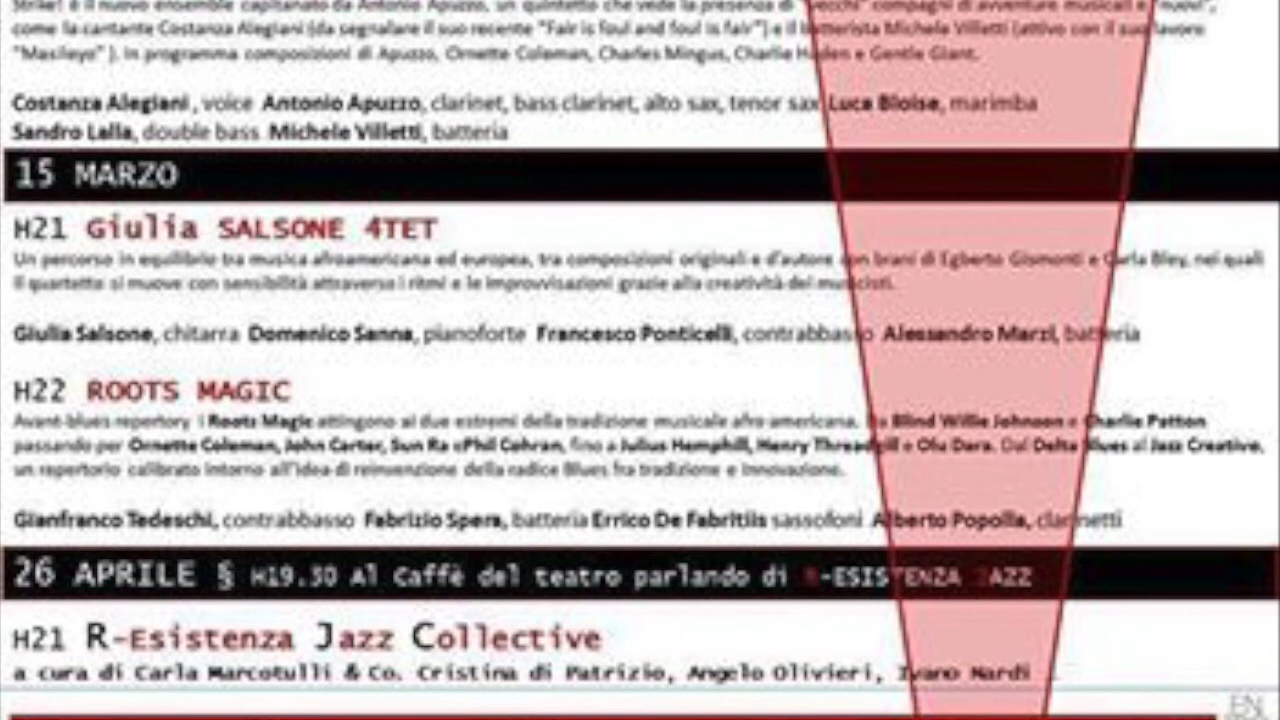 Strike! è il nuovo ensemble capitanato da Antonio Apuzzo, un quintetto che vede la presenza di "vecchi" compagni di avventure musicali e "nuovi",
come la cantante Costanza Alegiani (da segnalare il suo recente "Fair is foul and foul is fair") e il batterista Michele Villetti (attivo con il suo lavoro
"Masileyo" ). In programma composizioni di Apuzzo, Ornette Coleman, Charles Mingus, Charlie Haden e Gentle Giant.
Costanza Alegiani , voice Antonio Apuzzo, clarinet, bass clarinet, alto sax, tenor sax Luca Bloise, marimba
Sandro Lalla, double bass Michele Villetti, batteria
15 MARZO
H21 Giulia SALSONE 4TET
Un percorso in equilibrio tra musica afroamericana ed europea, tra composizioni originali e d'autore con brani di Egberto Gismonti e Carla Bley, nei quali
il quartetto si muove con sensibilità attraverso i ritmi e le improvvisazioni grazie alla creatività dei musicisti.
Giulia Salsone, chitarra Domenico Sanna, pianoforte Francesco Ponticelli, contrabbasso Alessandro Marzi, batteria
H22 ROOTS MAGIC
Avant-blues repertory i Roots Magic attingono ai due estremi della tradizione musicale afro americana. Da Blind Willie Johnson e Charlie Patton
passando per Ornette Coleman, John Carter, Sun Ra e Phil Cohran, fino a Julius Hemphill, Henry Threadgill e Olu Dara. Dal Delta Blues al Jazz Creative,
un repertorio calibrato intorno all'idea di reinvenzione della radice Blues fra tradizione e innovazione.
Gianfranco Tedeschi, contrabbasso Fabrizio Spera, batteria Errico De Fabritiis sassofoni Alberto Popolla, clarinetti
26 APRILE § H19.30 Al Caffè del teatro parlando di R-ESISTENZA JAZZ
H21 R-Esistenza Jazz Collective
a cura di Carla Marcotulli & Co. Cristina di Patrizio, Angelo Olivieri, Ivano Nardi
EN